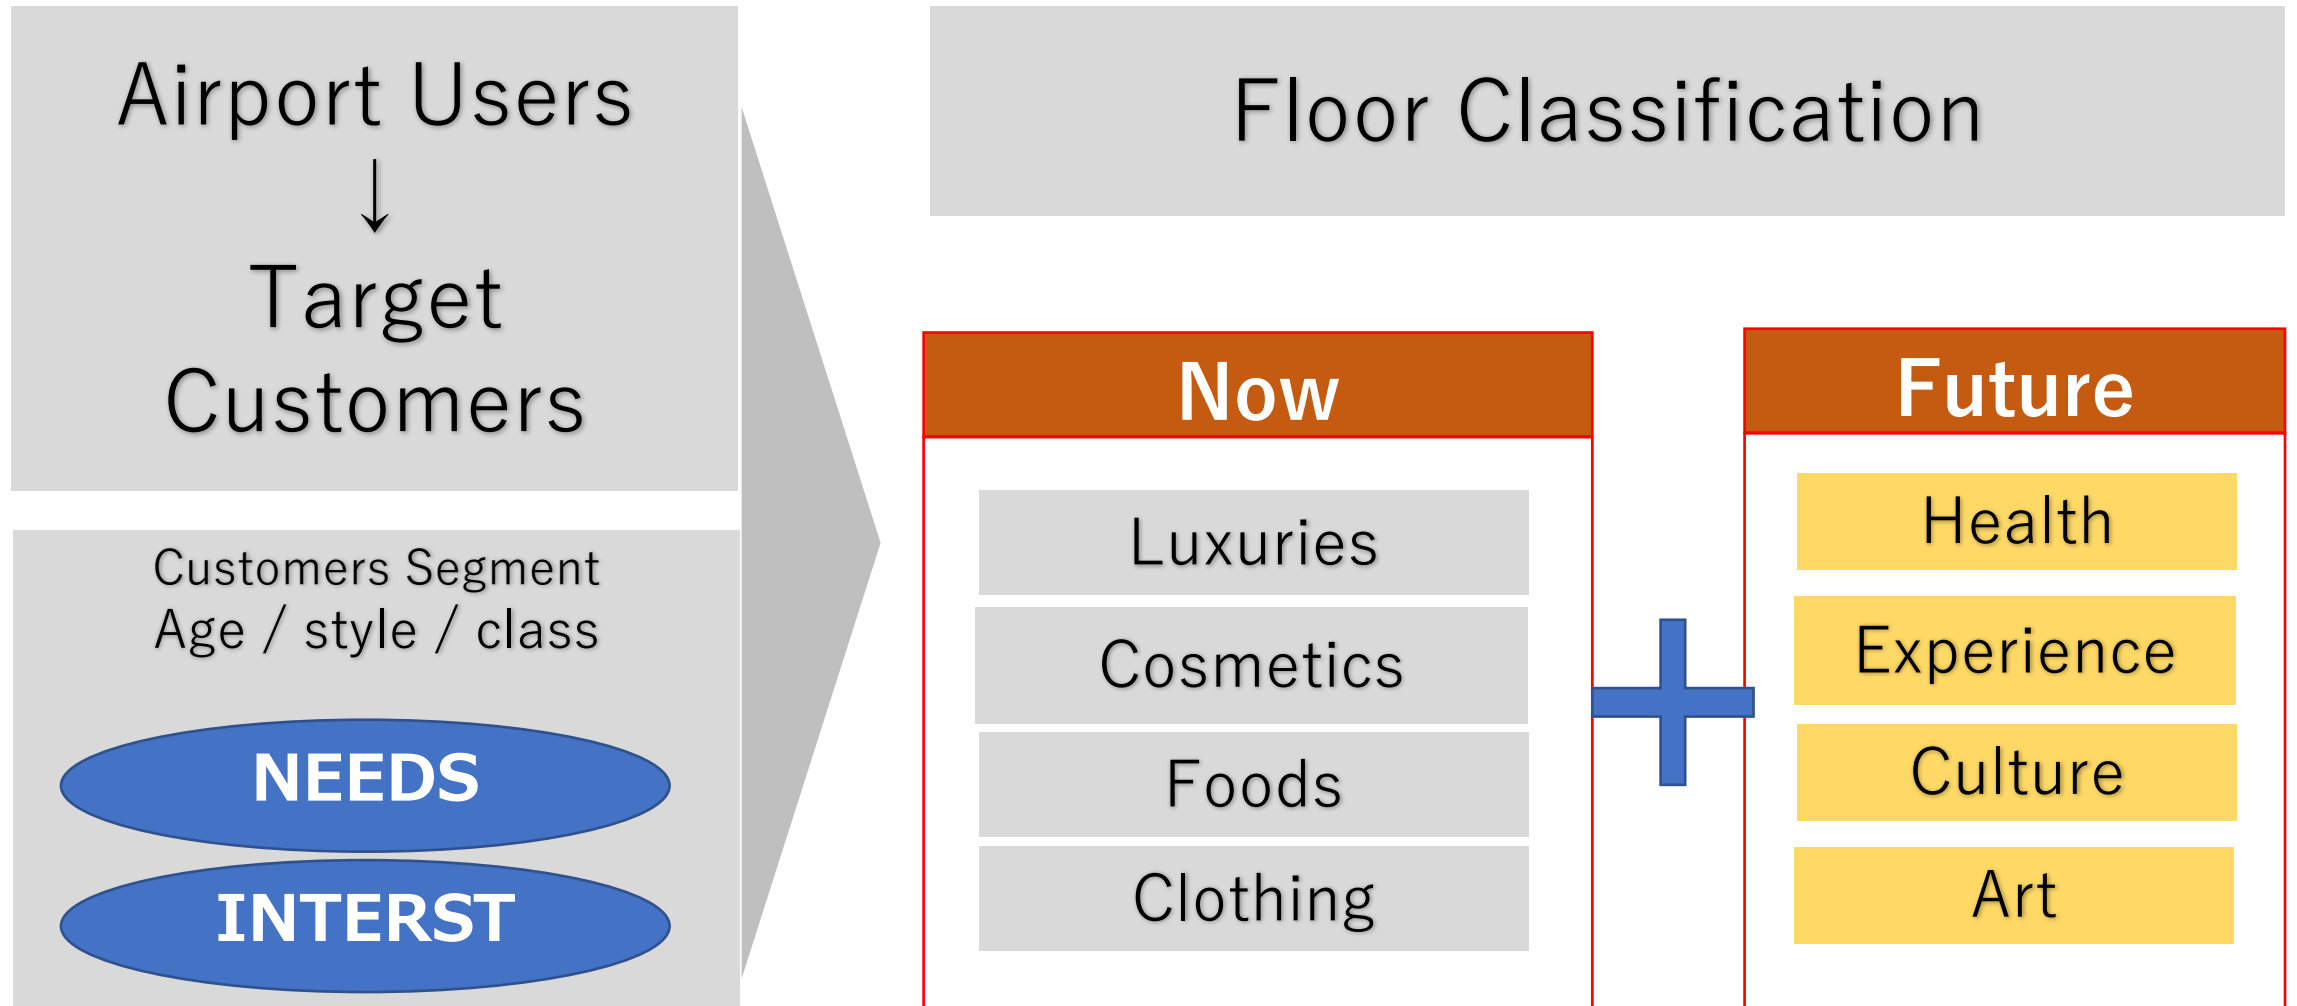 Airport Users
↓
Target
Customers
Customers Segment
Age / style / class
NEEDS
INTERST
Floor Classification
Now
Luxuries
Cosmetics
Foods
Clothing
Future
Health
Experience
Culture
Art